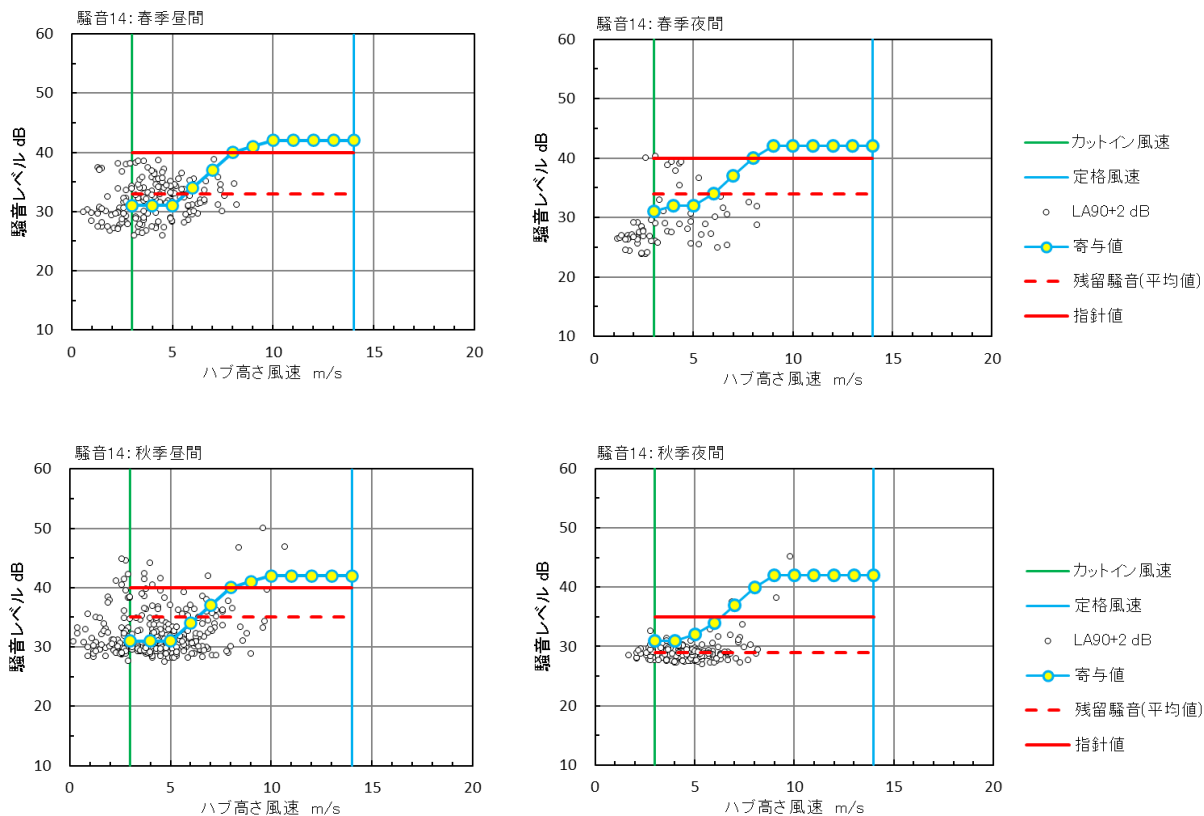 騒音14：春季昼間
60
50
40
30
20
10
騒音レベル dB
0
5
10
15
20
ハブ高さ風速 m/s
騒音14：春季夜間
60
50
40
30
20
10
騒音レベル dB
0
5
10
15
20
ハブ高さ風速 m/s
カットイン風速
定格風速
LA90+2 dB
寄与値
残留騒音(平均値)
指針値
騒音14：秋季昼間
60
50
40
30
20
10
騒音レベル dB
0
5
10
15
20
ハブ高さ風速 m/s
騒音14：秋季夜間
60
50
40
30
20
10
騒音レベル dB
0
5
10
15
20
ハブ高さ風速 m/s
カットイン風速
定格風速
LA90+2 dB
寄与値
残留騒音(平均値)
指針値